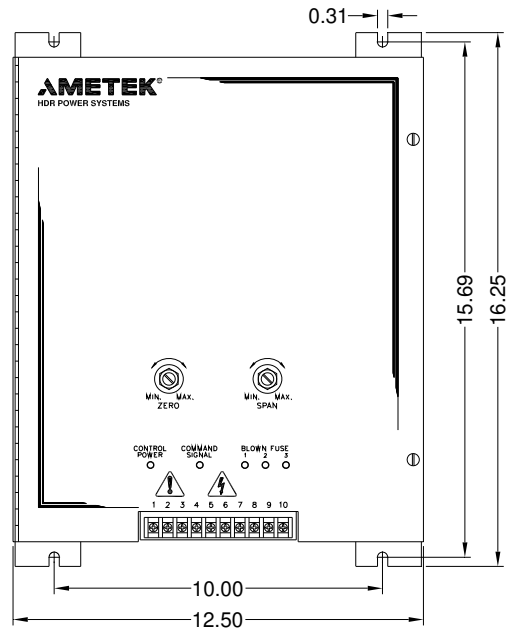 0.31
AMETEK®
HDR POWER SYSTEMS
15.69
16.25
MIN. MAX.
ZERO
MIN. MAX.
SPAN
CONTROL
POWER
COMMAND
SIGNAL
BLOWN FUSE
1 2 3
!
1 2 3 4 5 6 7 8 9 10
10.00
12.50